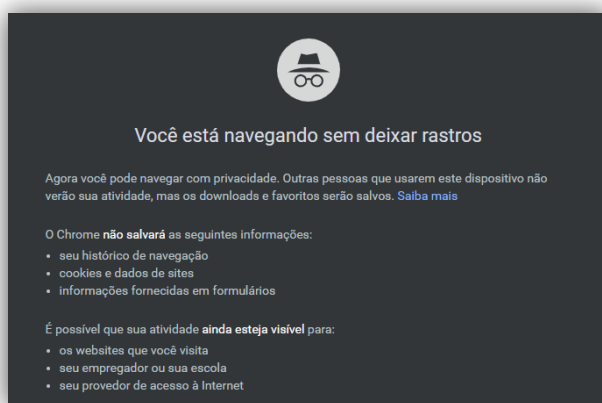 Você está navegando sem deixar rastros
Agora você pode navegar com privacidade. Outras pessoas que usarem este dispositivo não
verão sua atividade, mas os downloads e favoritos serão salvos. Saiba mais
O Chrome não salvará as seguintes informações:
• seu histórico de navegação
• cookies e dados de sites
• informações fornecidas em formulários
É possível que sua atividade ainda esteja visível para:
• os websites que você visita
• seu empregador ou sua escola
• seu provedor de acesso à Internet